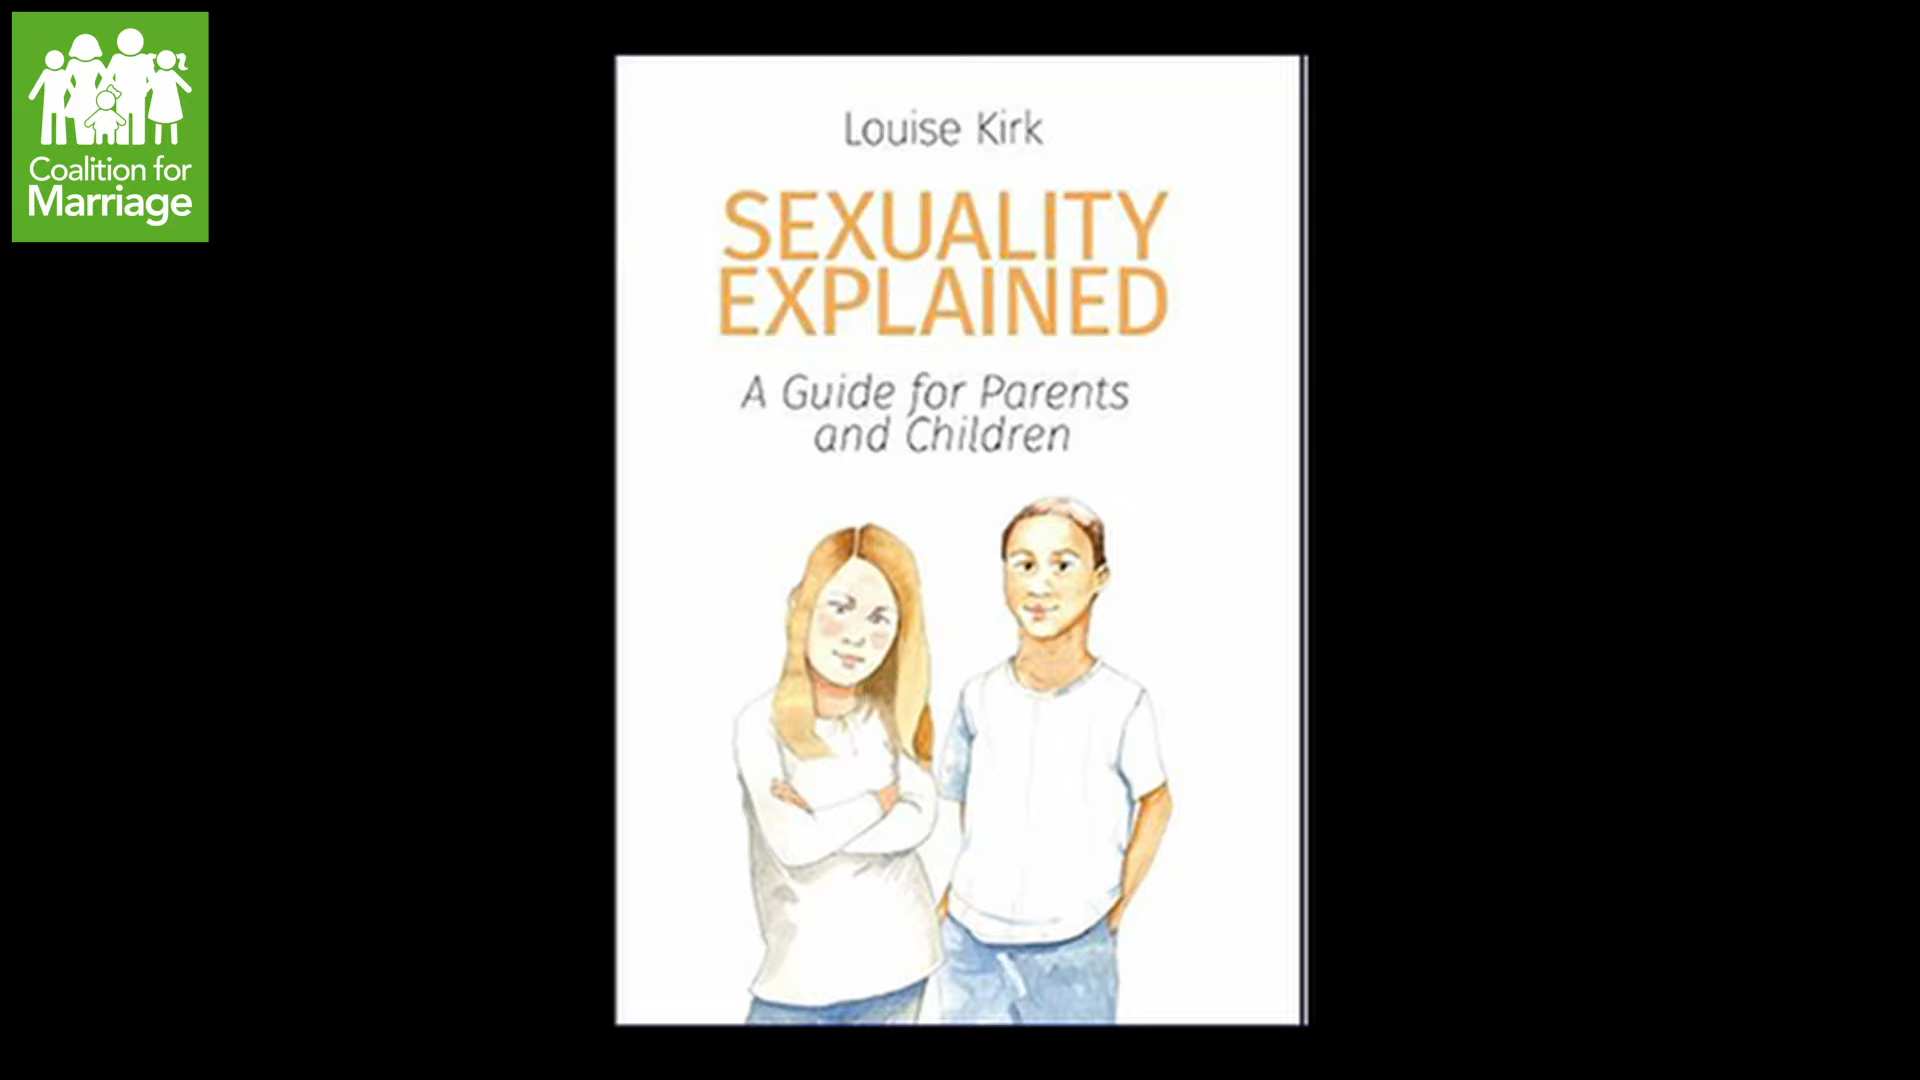 Coalition for
Marriage
Louise Kirk
SEXUALITY
EXPLAINED
A Guide for Parents
and Children